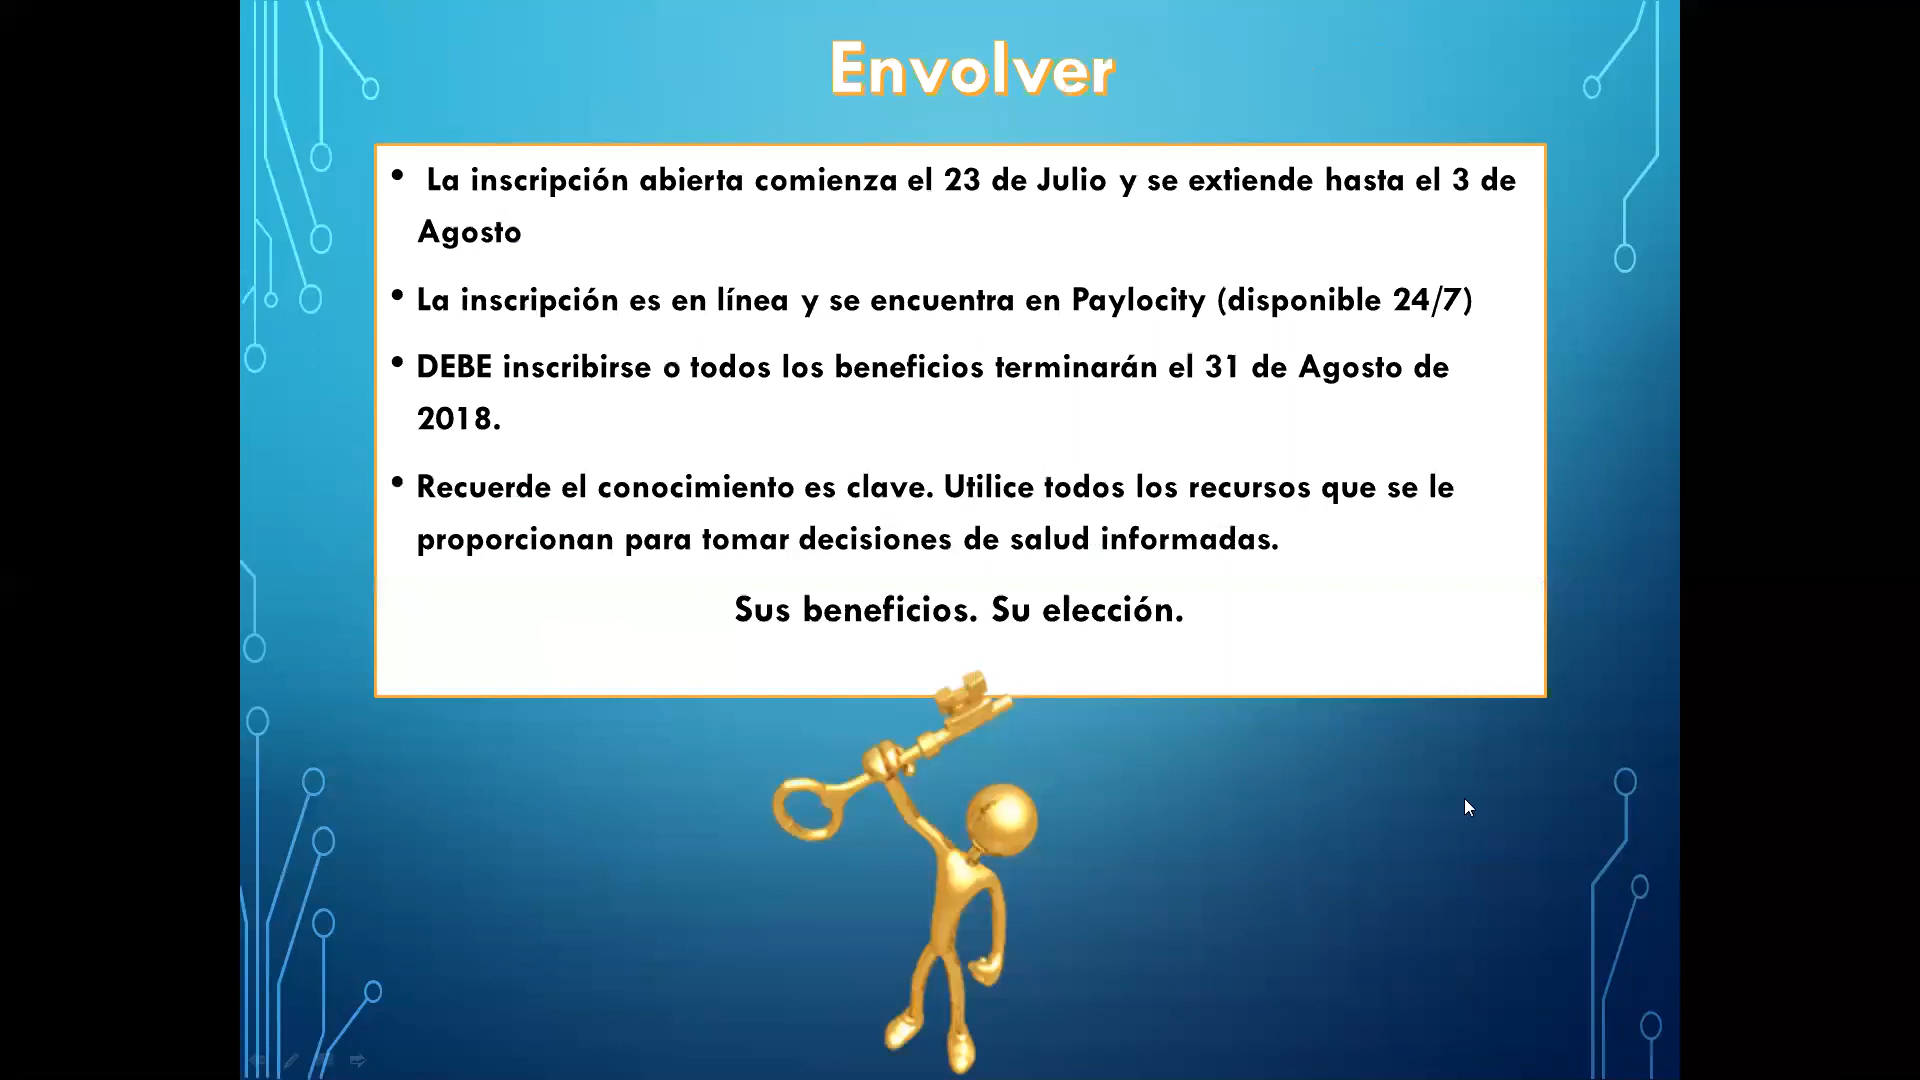 Envolver
• La inscripción abierta comienza el 23 de Julio y se extiende hasta el 3 de
Agosto
• La inscripción es en línea y se encuentra en Paylocity (disponible 24/7)
• DEBE inscribirse o todos los beneficios terminarán el 31 de Agosto de
2018.
• Recuerde el conocimiento es clave. Utilice todos los recursos que se le
proporcionan para tomar decisiones de salud informadas.
Sus beneficios. Su elección.